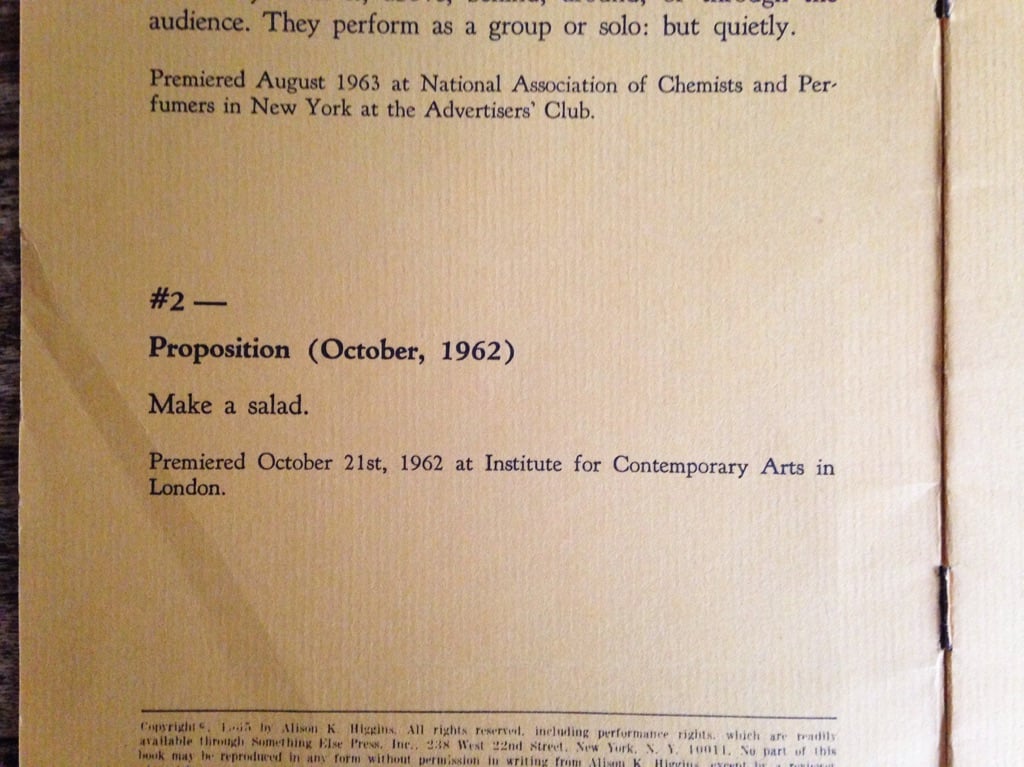 audience. They perform as a group or solo: but quietly.
Premiered August 1963 at National Association of Chemists and Per-
fumers in New York at the Advertisers' Club.
#2 —
Proposition (October, 1962)
Make a salad.
Premiered October 21st, 1962 at Institute for Contemporary Arts in
London.
Copyright ©, by Alison K. Higgins. All rights reserved, including performance rights, which are readily
available through Something Else Press, Inc., 238 West 22nd Street, New York, N. Y. 10011. No part of this
book may be reproduced in any form without permission in writing from Alison K. Higgins, except by a reviewer